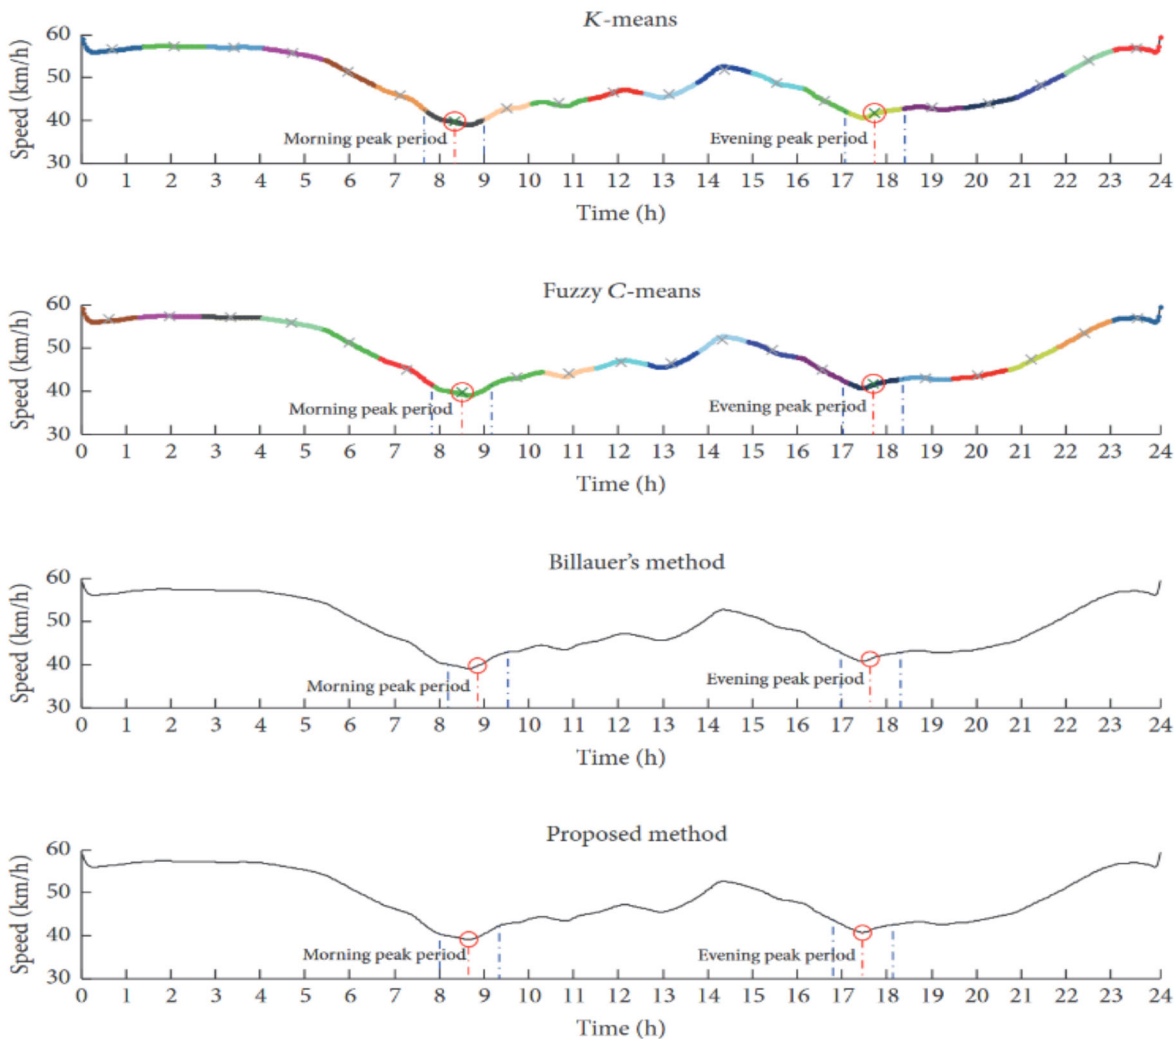 K-means
60
50
40
30
Speed (km/h)
Morning peak period
Evening peak period
0 1 2 3 4 5 6 7 8 9 10 11 12 13 14 15 16 17 18 19 20 21 22 23 24
Time (h)
Fuzzy C-means
60
50
40
30
Speed (km/h)
Morning peak period
Evening peak period
0 1 2 3 4 5 6 7 8 9 10 11 12 13 14 15 16 17 18 19 20 21 22 23 24
Time (h)
Billauer's method
60
50
40
30
Speed (km/h)
Morning peak period
Evening peak period
0 1 2 3 4 5 6 7 8 9 10 11 12 13 14 15 16 17 18 19 20 21 22 23 24
Time (h)
Proposed method
60
50
40
30
Speed (km/h)
Morning peak period
Evening peak period
0 1 2 3 4 5 6 7 8 9 10 11 12 13 14 15 16 17 18 19 20 21 22 23 24
Time (h)